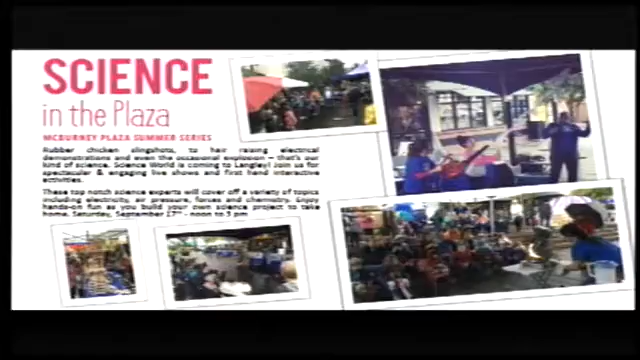 SCIENCE
in the Plaza
MCBURNEY PLAZA SUMMER SERIES
Rubber chicken slingshots, to hair raising electrical
demonstrations and even the occasional explosion – that's our
kind of science. Science World is coming to Langley! Join us for
spectacular & engaging live shows and first hand interactive
activities.
These top notch science experts will cover off a variety of topics
including electricity, air pressure, forces and chemistry. Enjoy
hands-on fun as you build your own science project to take
home. Saturday, September 17th - noon to 3 pm